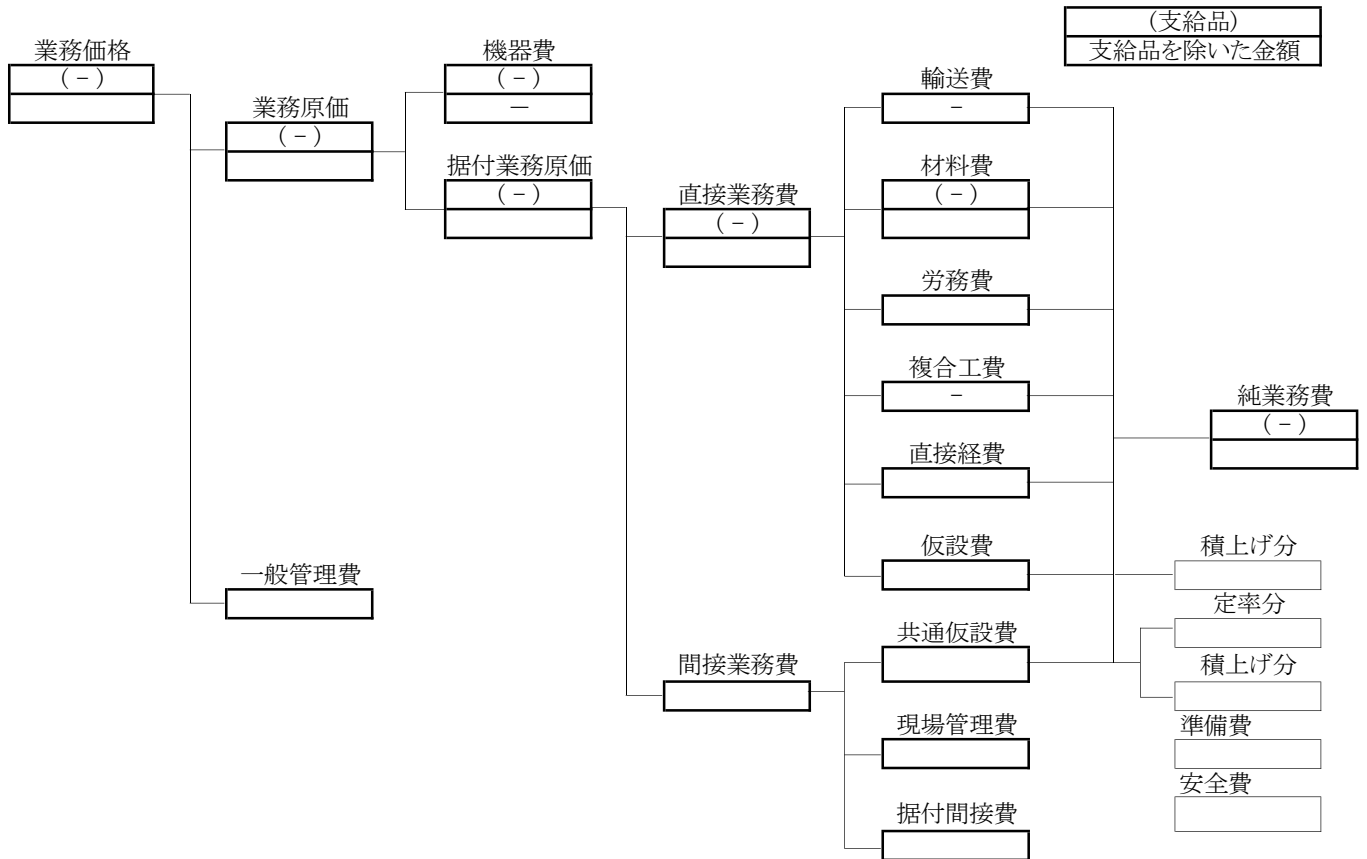 (支給品)
支給品を除いた金額
業務価格
(-)
業務原価
(-)
一般管理費
機器費
(-)
－
据付業務原価
(-)
直接業務費
(-)
間接業務費
輸送費
-
材料費
(-)
労務費
複合工費
-
直接経費
仮設費
共通仮設費
現場管理費
据付間接費
純業務費
(-)
積上げ分
定率分
積上げ分
準備費
安全費